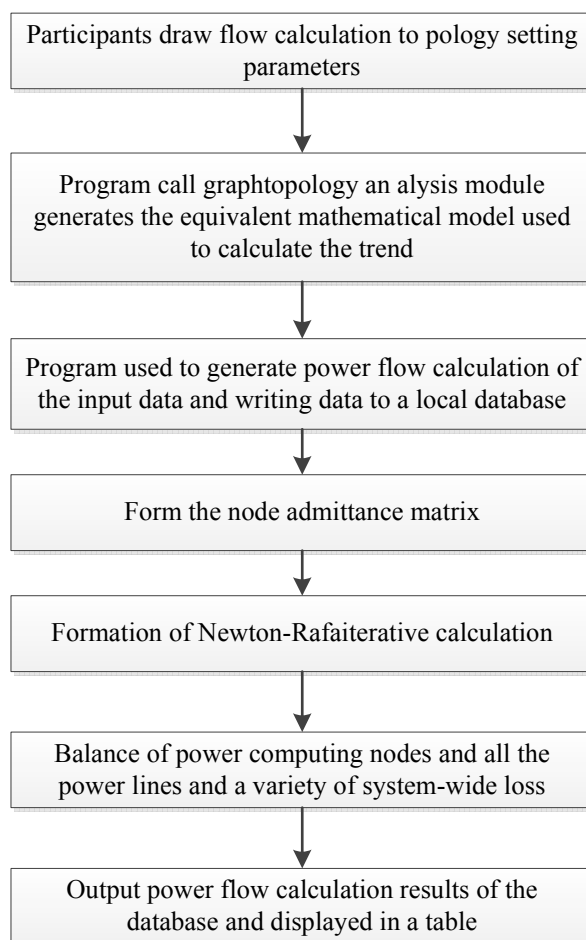 Participants draw flow calculation to pology setting
parameters
Program call graphtopology an alysis module
generates the equivalent mathematical model used
to calculate the trend
Program used to generate power flow calculation of
the input data and writing data to a local database
Form the node admittance matrix
Formation of Newton-Rafaiterative calculation
Balance of power computing nodes and all the
power lines and a variety of system-wide loss
Output power flow calculation results of the
database and displayed in a table